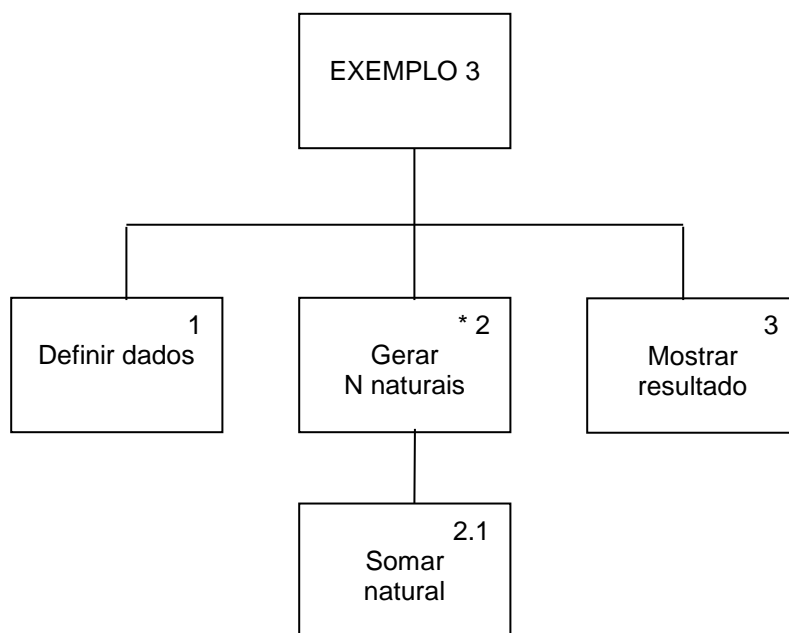 EXEMPLO 3
1
Definir dados
* 2
Gerar
N naturais
3
Mostrar
resultado
2.1
Somar
natural